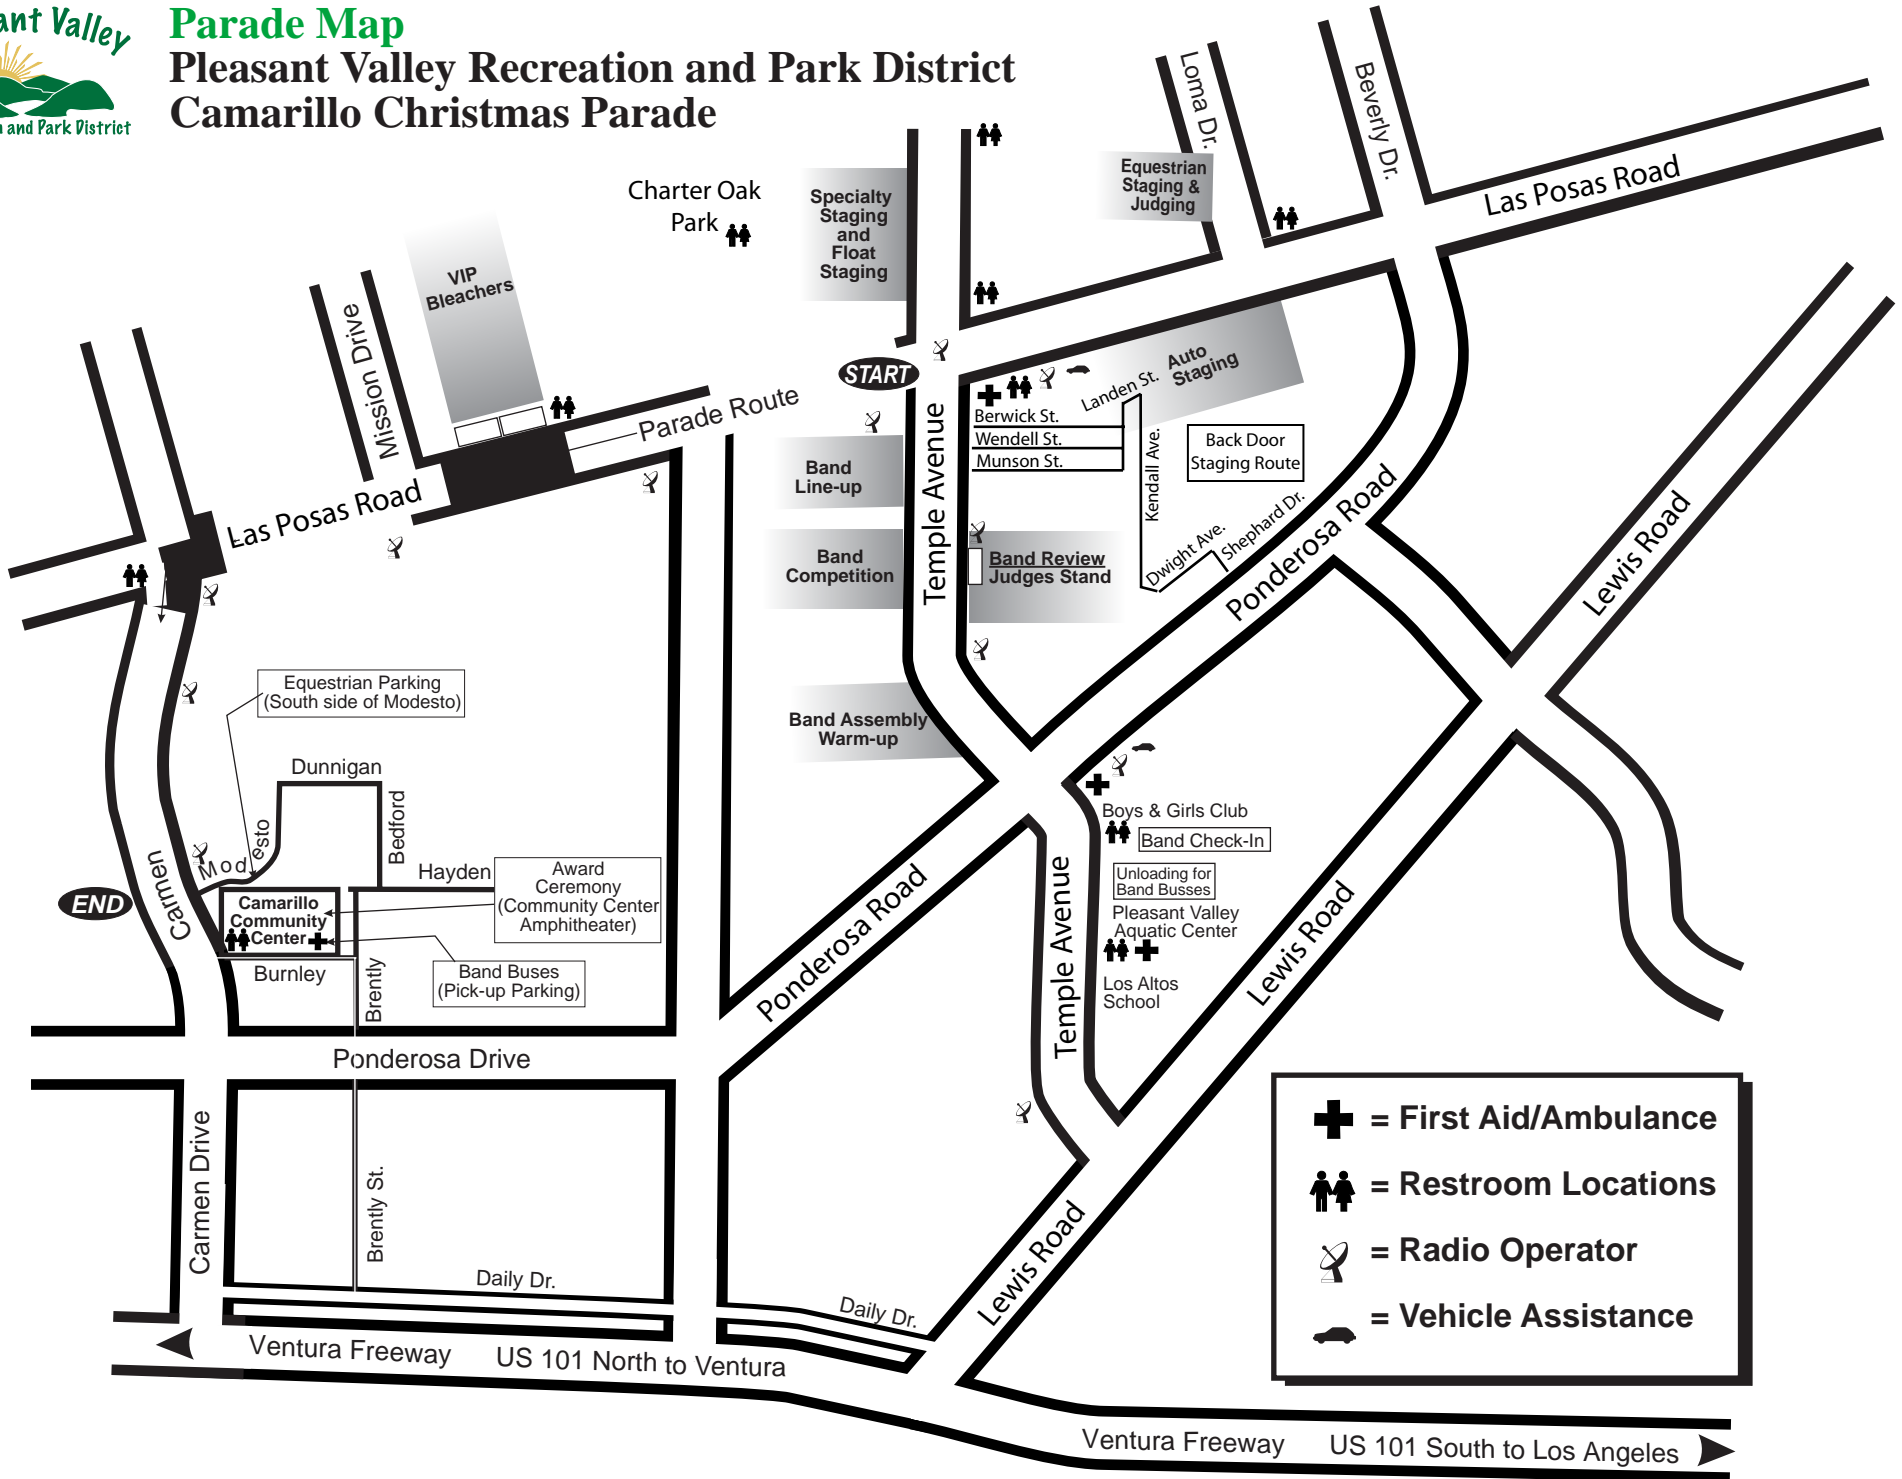 ant Valley
n and Park District
Parade Map
Pleasant Valley Recreation and Park District
Camarillo Christmas Parade
Loma Dr.
Beverly Dr.
Las Posas Road
Charter Oak
Park
Specialty
Staging
and
Float
Staging
Equestrian
Staging &
Judging
VIP
Bleachers
Mission Drive
START
Parade Route
Las Posas Road
Auto
Staging
Landen St.
Berwick St.
Wendell St.
Munson St.
Kendall Ave.
Back Door
Staging Route
Temple Avenue
Band
Line-up
Band
Competition
Band Review
Judges Stand
Dwight Ave.
Shephard Dr.
Ponderosa Road
Lewis Road
Equestrian Parking
(South side of Modesto)
Band Assembly
Warm-up
Dunnigan
Bedford
Modesto
Hayden
Award
Ceremony
(Community Center
Amphitheater)
END
Carmen
Camarillo
Community
Center
Burnley
Brently
Band Buses
(Pick-up Parking)
Boys & Girls Club
Band Check-In
Unloading for
Band Busses
Pleasant Valley
Aquatic Center
Los Altos
School
Ponderosa Road
Temple Avenue
Lewis Road
Ponderosa Drive
Carmen Drive
Brently St.
Daily Dr.
Daily Dr.
Lewis Road
= First Aid/Ambulance
= Restroom Locations
= Radio Operator
= Vehicle Assistance
Ventura Freeway US 101 North to Ventura
Ventura Freeway US 101 South to Los Angeles